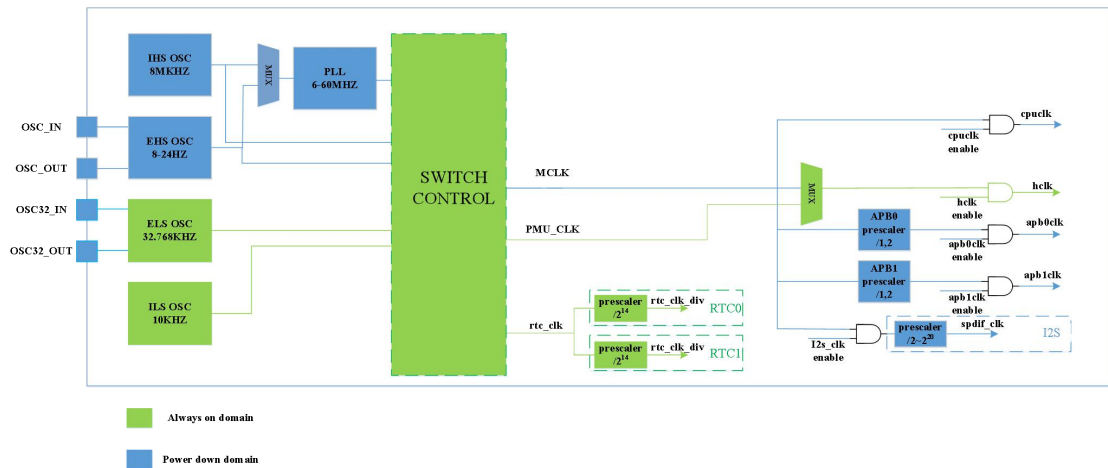 IHS OSC
8MKHZ
MUX
PLL
6-60MHZ
OSC_IN
EHS OSC
8-24HZ
OSC_OUT
OSC32_IN
ELS OSC
32.768KHZ
OSC32_OUT
ILS OSC
10KHZ
SWITCH
CONTROL
MCLK
PMU_CLK
rtc_clk
prescaler
/2¹⁴
rtc_clk_div
RTC0
prescaler
/2¹⁴
rtc_clk_div
RTC1
MUX
cpuclk
enable
cpuclk
hclk
enable
hclk
APB0
prescaler
/1,2
apb0clk
enable
apb0clk
APB1
prescaler
/1,2
apb1clk
enable
apb1clk
I2s_clk
enable
prescaler
/2~2²⁰
spdif_clk
I2S
Always on domain
Power down domain